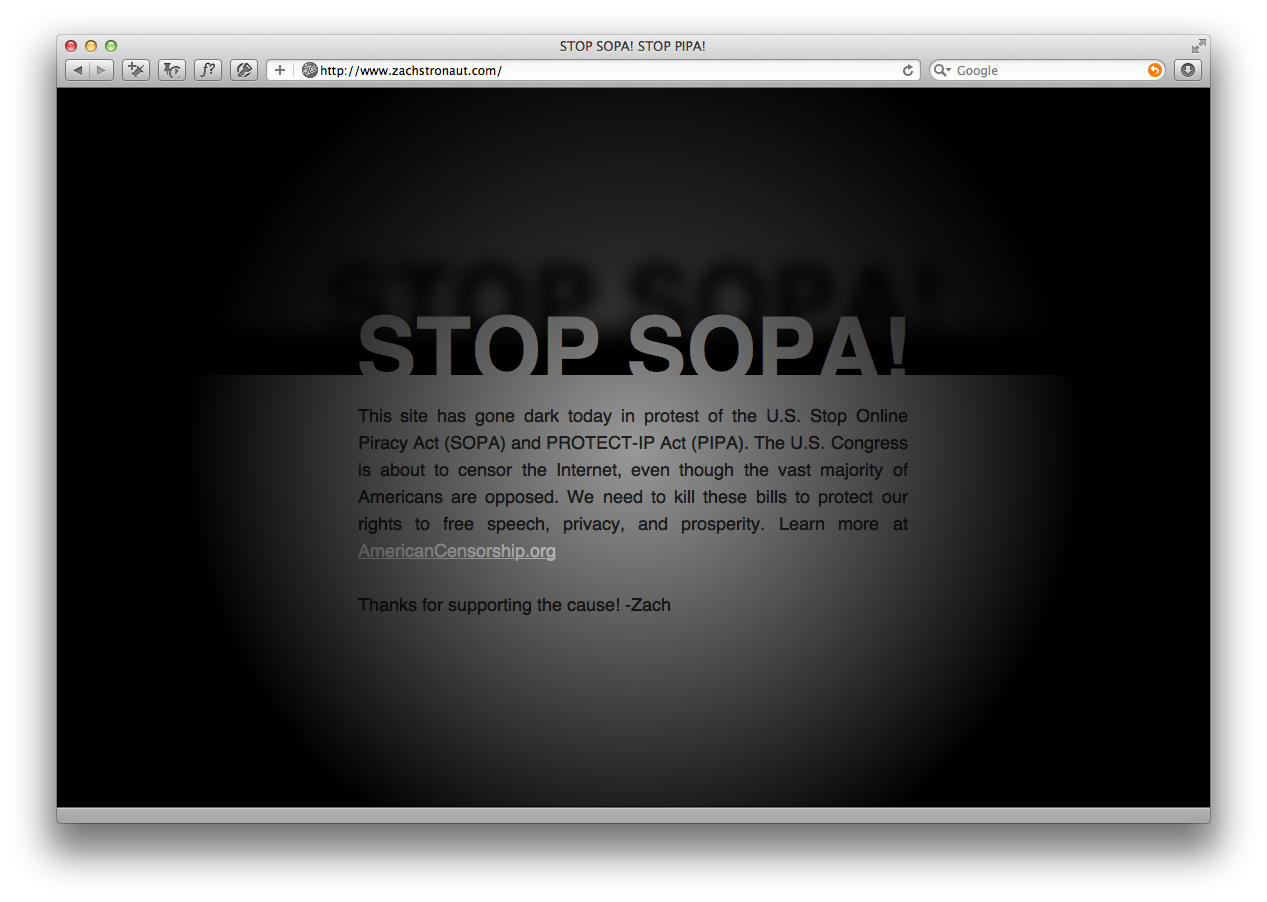 STOP SOPA! STOP PIPA!
f?
http://www.zachstronaut.com/
Google
STOP SOPA!
STOP SOPA!
This site has gone dark today in protest of the U.S. Stop Online
Piracy Act (SOPA) and PROTECT-IP Act (PIPA). The U.S. Congress
is about to censor the Internet, even though the vast majority of
Americans are opposed. We need to kill these bills to protect our
rights to free speech, privacy, and prosperity. Learn more at
AmericanCensorship.org
Thanks for supporting the cause! -Zach